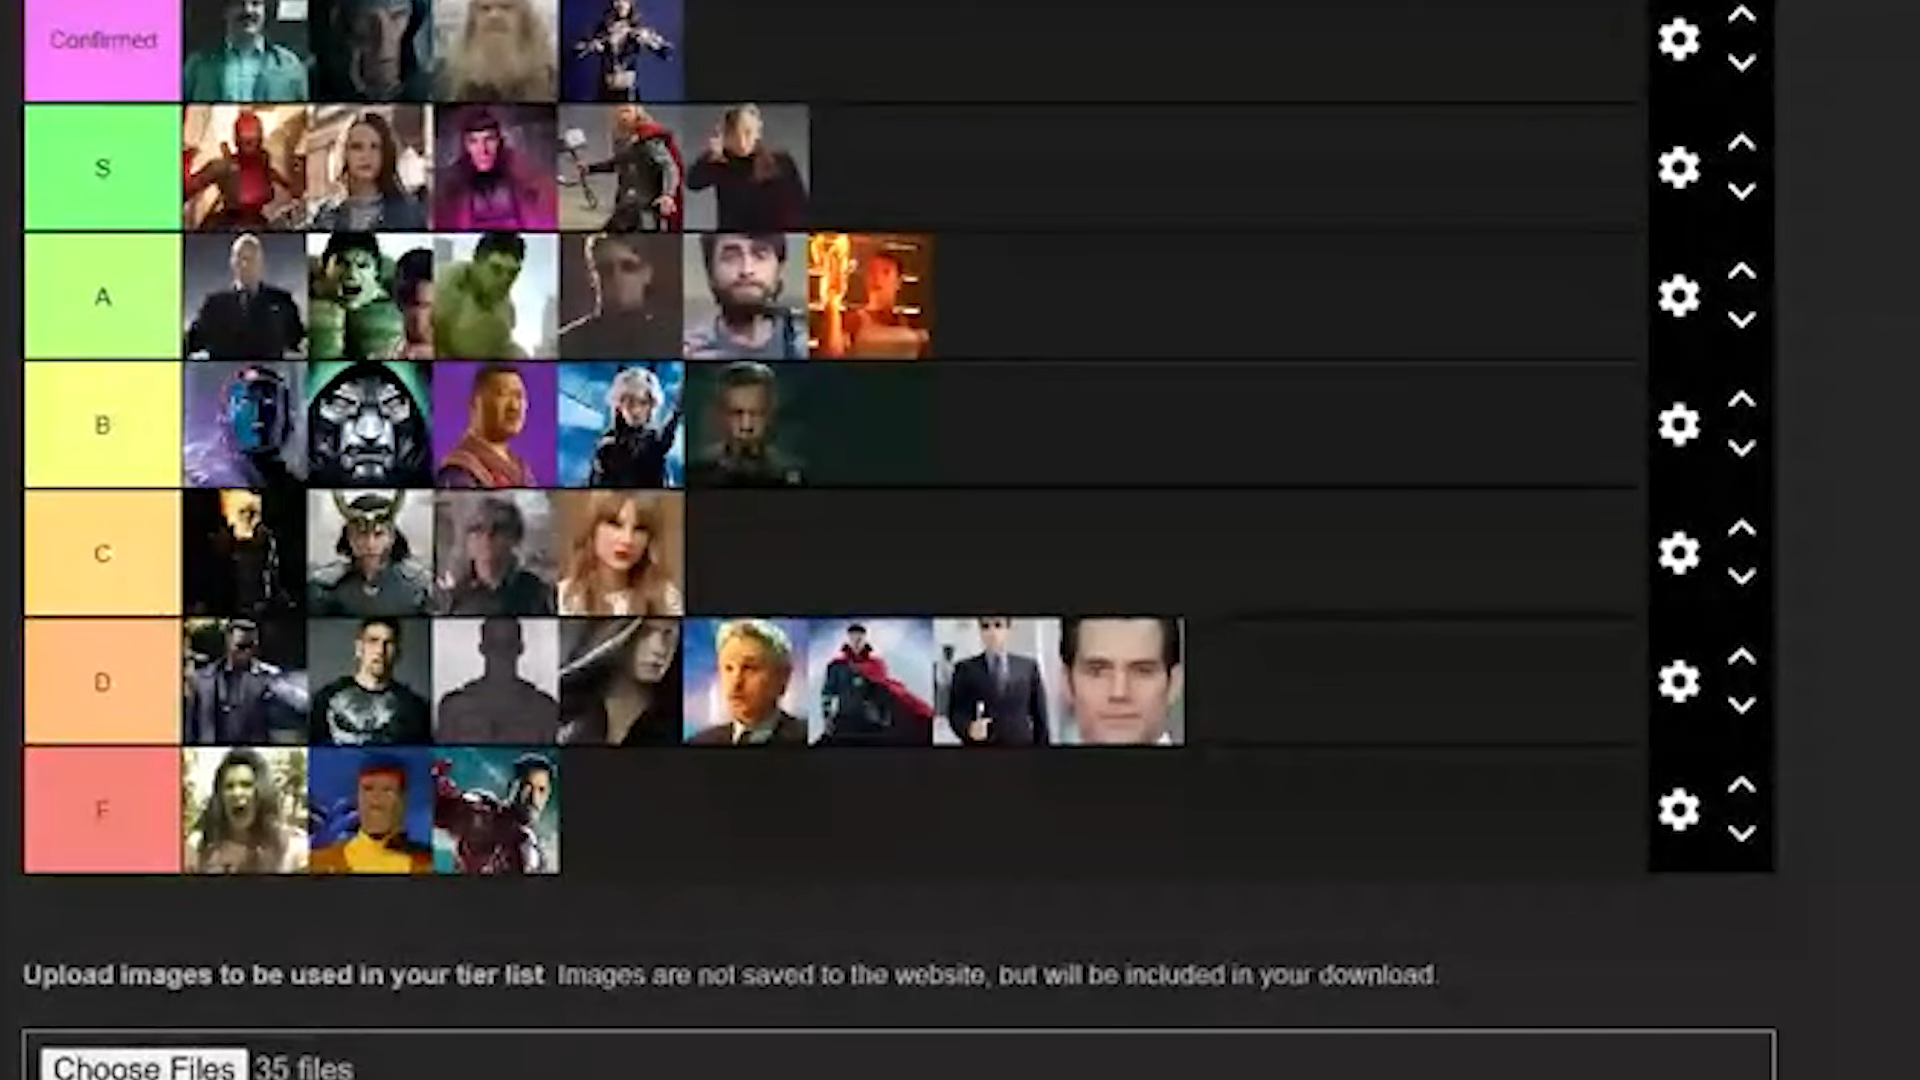 Confirmed
S
A
B
C
D
F
Upload images to be used in your tier list Images are not saved to the website, but will be included in your download.
Choose Files 35 files